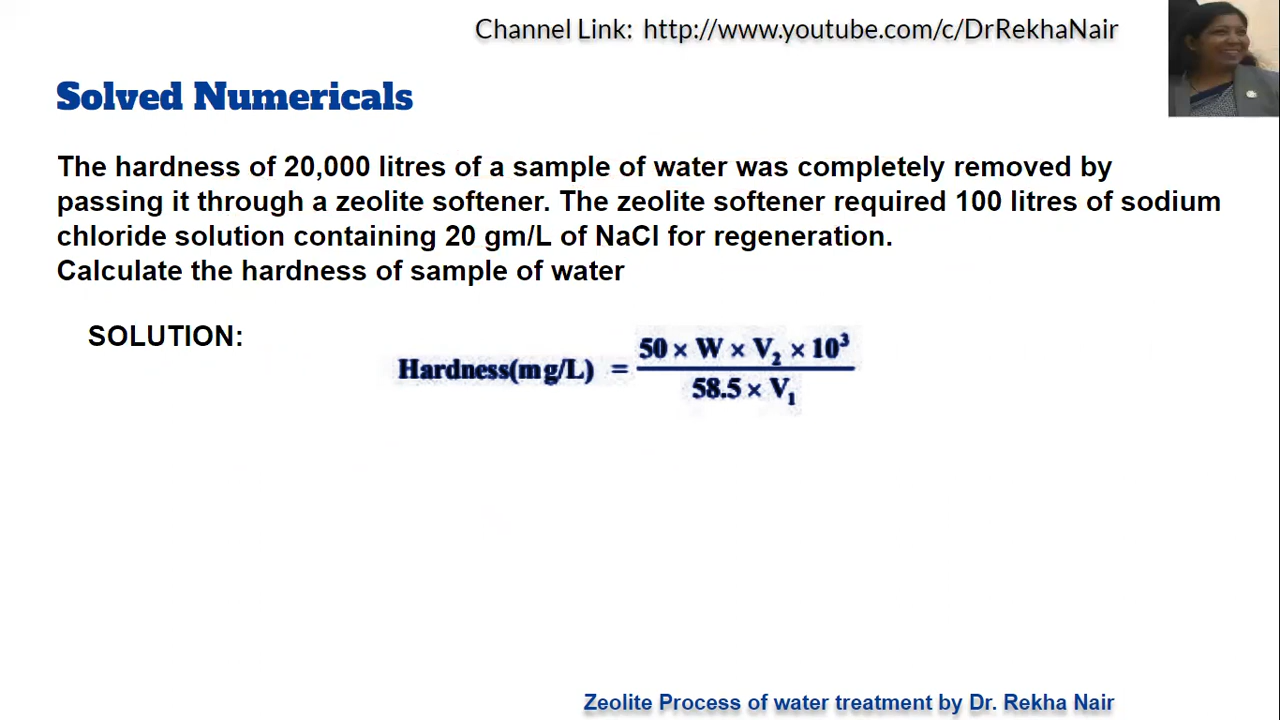 Channel Link: http://www.youtube.com/c/DrRekhaNair
Solved Numericals
The hardness of 20,000 litres of a sample of water was completely removed by
passing it through a zeolite softener. The zeolite softener required 100 litres of sodium
chloride solution containing 20 gm/L of NaCl for regeneration.
Calculate the hardness of sample of water
SOLUTION:
Hardness(mg/L) = 50 × W × V₂ × 10³
58.5 × V₁
Zeolite Process of water treatment by Dr. Rekha Nair